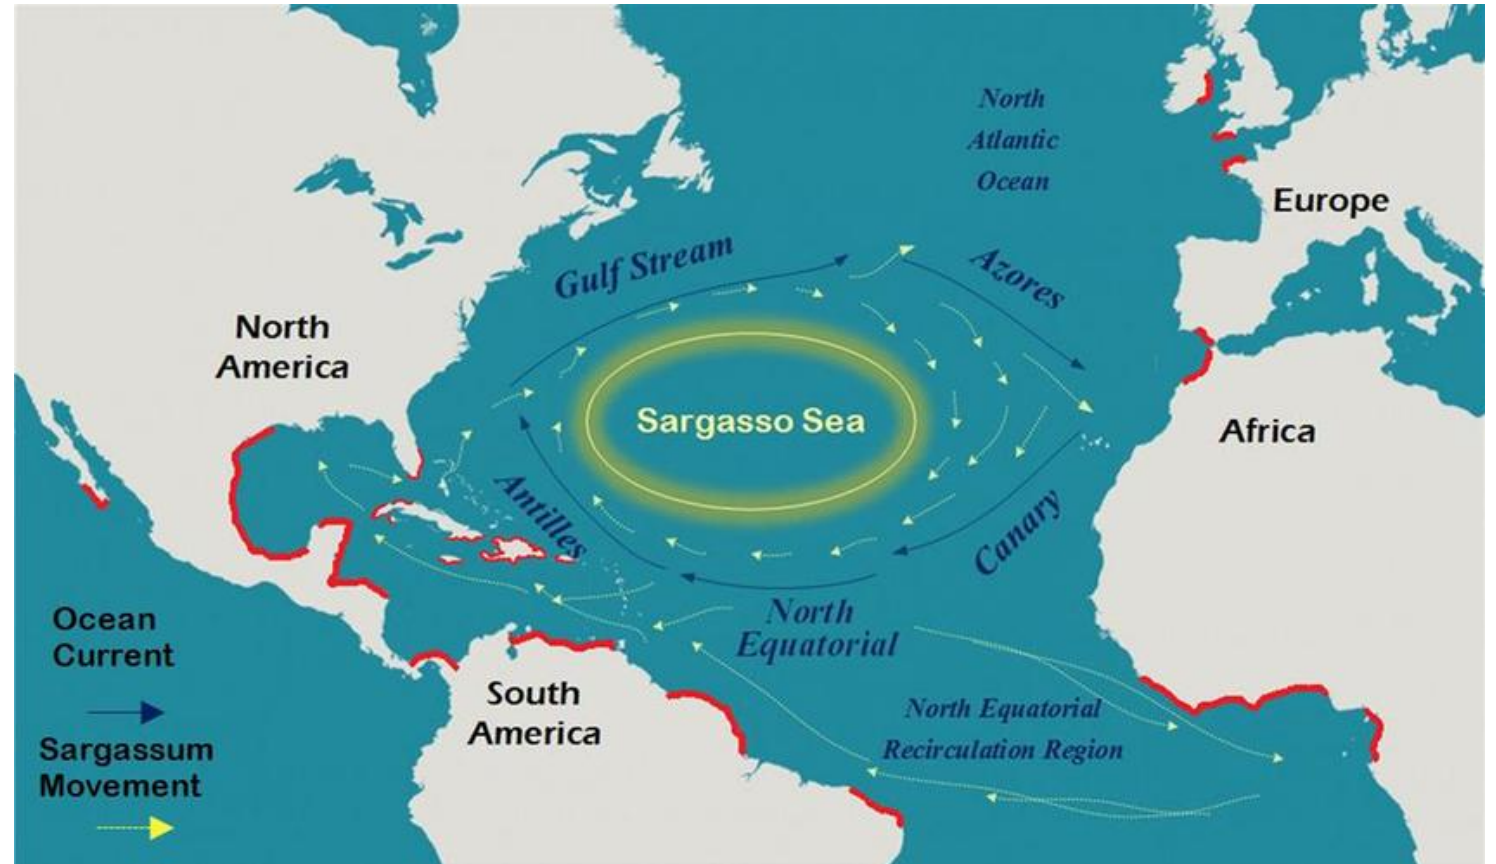 North
Atlantic
Ocean
Europe
Gulf Stream
Azores
North
America
Sargasso Sea
Africa
Antilles
Canary
North
Equatorial
Ocean
Current
South
America
North Equatorial
Recirculation Region
Sargassum
Movement